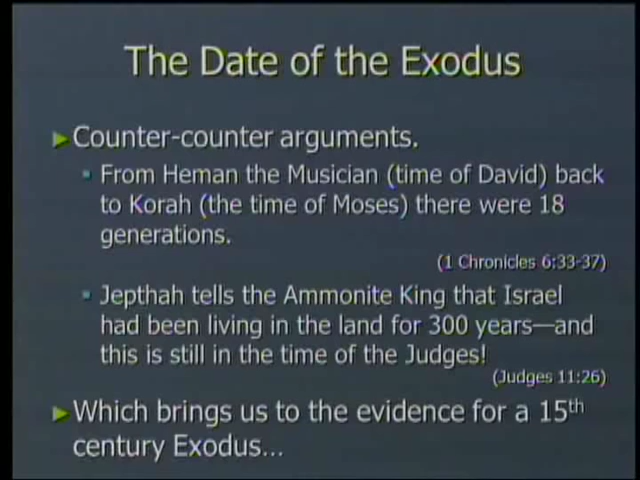 The Date of the Exodus
Counter-counter arguments.
From Heman the Musician (time of David) back
to Korah (the time of Moses) there were 18
generations.
(1 Chronicles 6:33-37)
Jepthah tells the Ammonite King that Israel
had been living in the land for 300 years—and
this is still in the time of the Judges!
(Judges 11:26)
Which brings us to the evidence for a 15th
century Exodus...